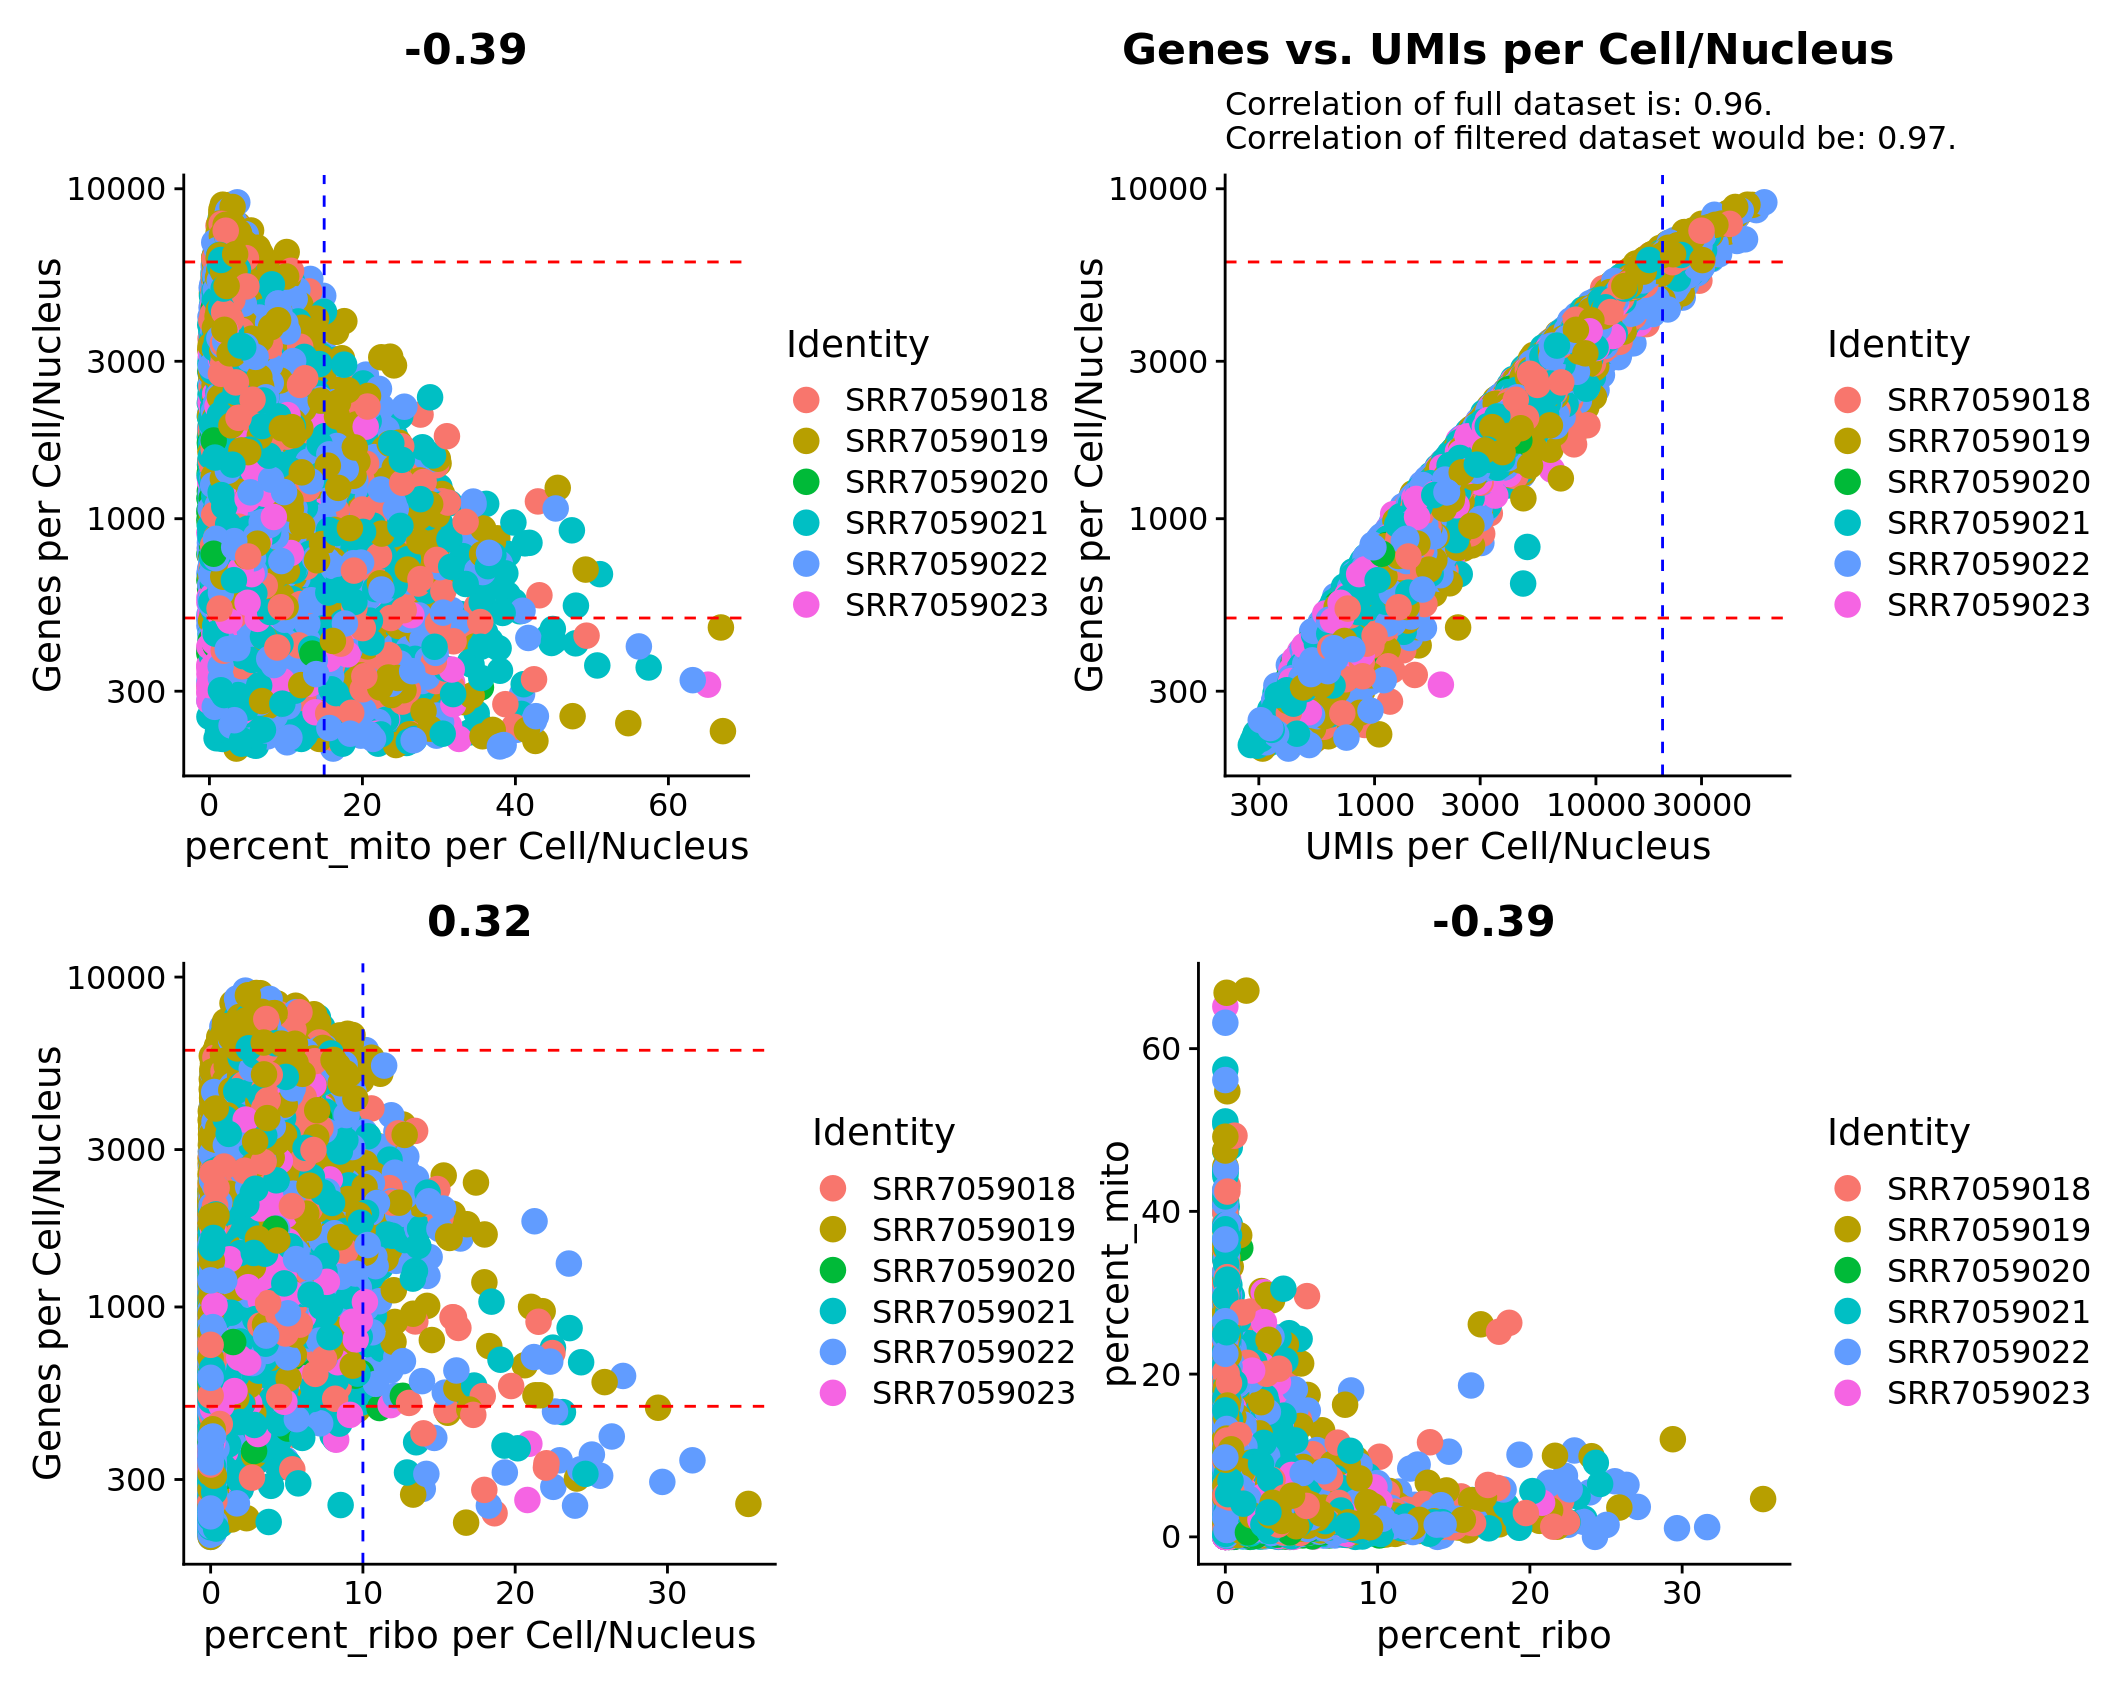 -0.39
10000
3000
1000
300
Genes per Cell/Nucleus
0 20 40 60
percent_mito per Cell/Nucleus
Identity
SRR7059018
SRR7059019
SRR7059020
SRR7059021
SRR7059022
SRR7059023
Genes vs. UMIs per Cell/Nucleus
Correlation of full dataset is: 0.96.
Correlation of filtered dataset would be: 0.97.
10000
3000
1000
300
Genes per Cell/Nucleus
300 1000 3000 10000 30000
UMIs per Cell/Nucleus
Identity
SRR7059018
SRR7059019
SRR7059020
SRR7059021
SRR7059022
SRR7059023
0.32
10000
3000
1000
300
Genes per Cell/Nucleus
0 10 20 30
percent_ribo per Cell/Nucleus
Identity
SRR7059018
SRR7059019
SRR7059020
SRR7059021
SRR7059022
SRR7059023
-0.39
60
40
20
0
percent_mito
0 10 20 30
percent_ribo
Identity
SRR7059018
SRR7059019
SRR7059020
SRR7059021
SRR7059022
SRR7059023